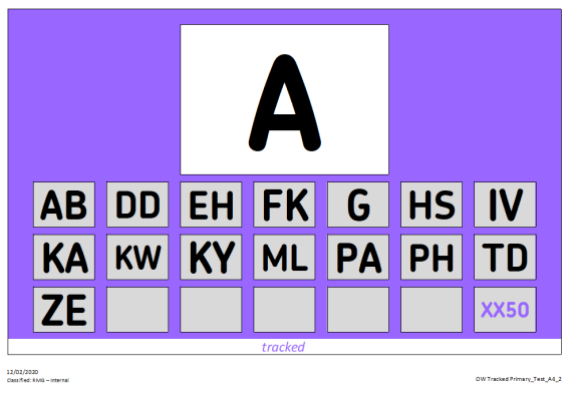 A
AB DD EH FK G HS IV
KA KW KY ML PA PH TD
ZE XX50
tracked
12/02/2020
Classified: RMG – Internal
OW Tracked Primary_Test_A4_2